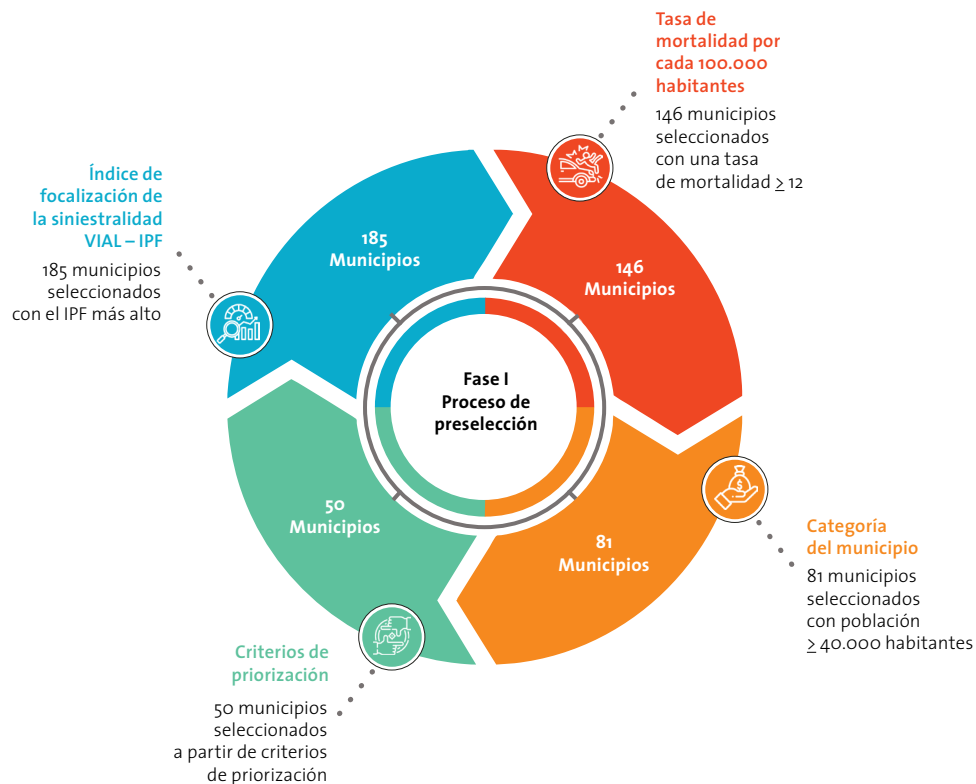 Tasa de
mortalidad por
cada 100.000
habitantes
146 municipios
seleccionados
con una tasa
de mortalidad ≥ 12
Índice de
focalización de
la siniestralidad
VIAL – IPF
185 municipios
seleccionados
con el IPF más alto
185
Municipios
146
Municipios
Fase I
Proceso de
preselección
50
Municipios
81
Municipios
Categoría
del municipio
81 municipios
seleccionados
con población
≥ 40.000 habitantes
Criterios de
priorización
50 municipios
seleccionados
a partir de criterios
de priorización